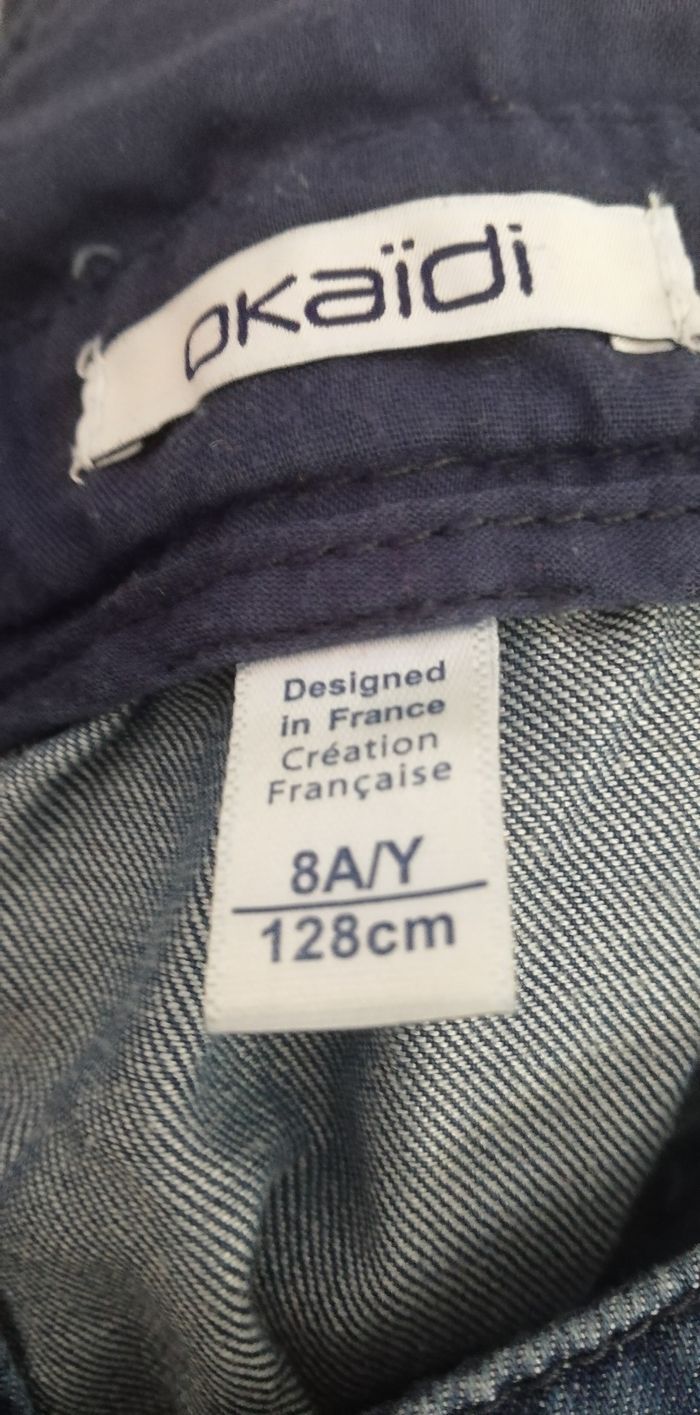 okaïdi
Designed
in France
Création
Française
8A/Y
128cm